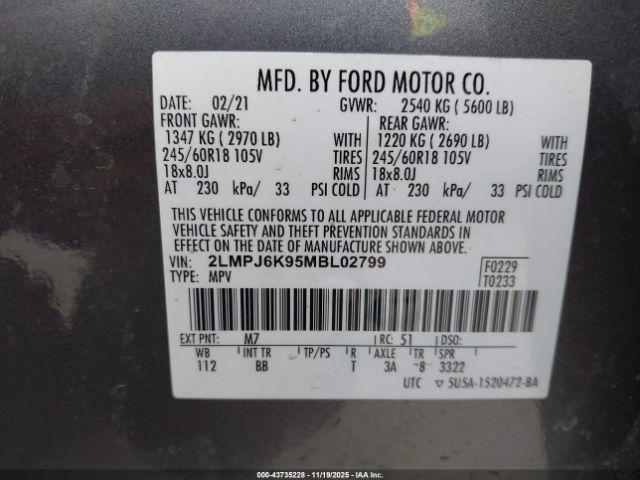 MFD. BY FORD MOTOR CO.
DATE: 02/21 GVWR: 2540 KG ( 5600 LB)
FRONT GAWR: REAR GAWR:
1347 KG ( 2970 LB) WITH 1220 KG ( 2690 LB) WITH
245/60R18 105V TIRES 245/60R18 105V TIRES
18x8.0J RIMS 18x8.0J RIMS
AT 230 kPa/ 33 PSI COLD AT 230 kPa/ 33 PSI COLD
THIS VEHICLE CONFORMS TO ALL APPLICABLE FEDERAL MOTOR
VEHICLE SAFETY AND THEFT PREVENTION STANDARDS IN
EFFECT ON THE DATE OF MANUFACTURE SHOWN ABOVE.
VIN: 2LMPJ6K95MBL02799 F0229
TYPE: MPV T0233
EXT PNT: M7 RC: 51 DSO:
WB INT TR TP/PS R AXLE TR SPR
112 BB T 3A 8 3322
UTC ▽ 5U5A-1520472-BA
000-43735228 - 11/19/2025 - IAAI.CA